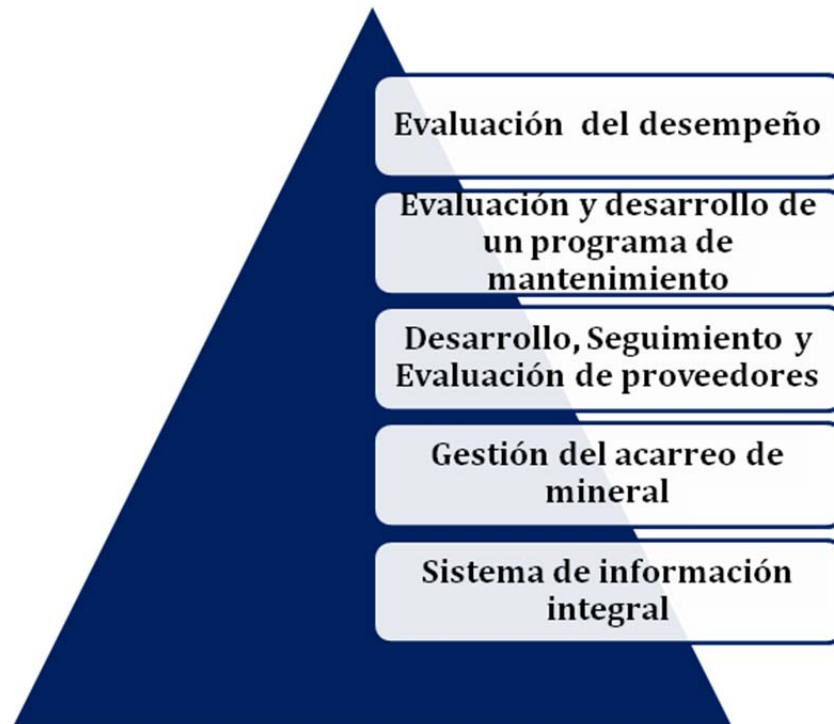 Evaluación del desempeño
Evaluación y desarrollo de
un programa de
mantenimiento
Desarrollo, Seguimiento y
Evaluación de proveedores
Gestión del acarreo de
mineral
Sistema de información
integral